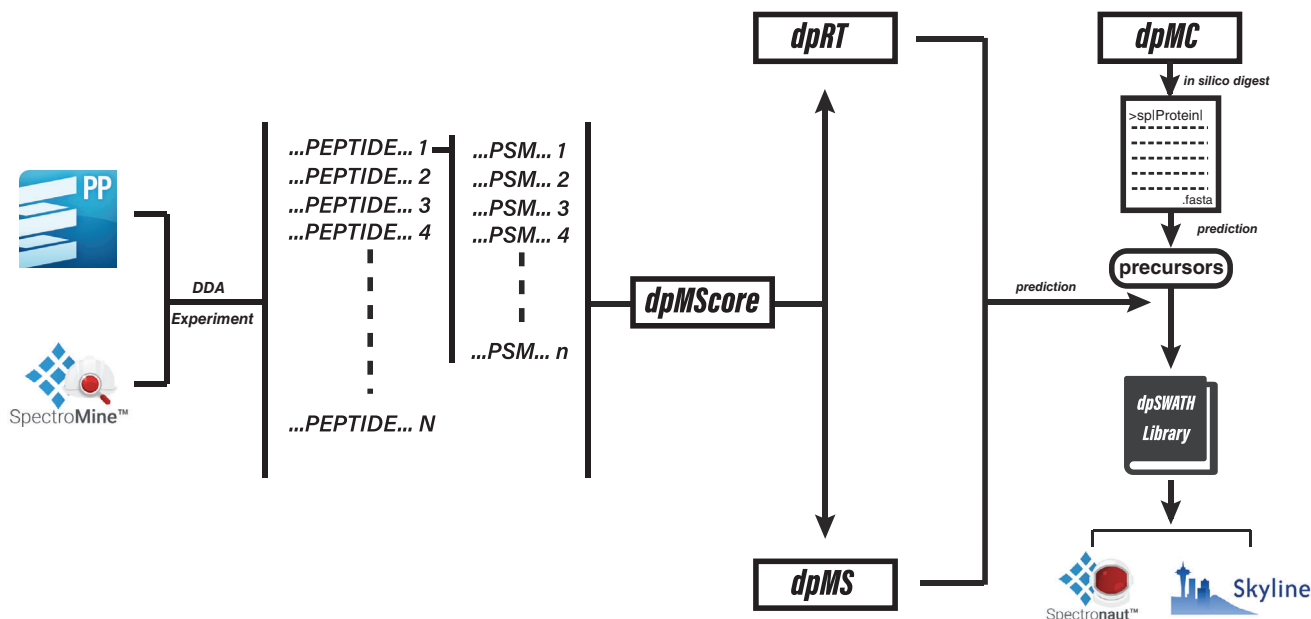 PP
SpectroMine™
DDA
Experiment
...PEPTIDE... 1
...PEPTIDE... 2
...PEPTIDE... 3
...PEPTIDE... 4
...PEPTIDE... N
...PSM... 1
...PSM... 2
...PSM... 3
...PSM... 4
...PSM... n
dpMScore
dpRT
dpMS
prediction
dpMC
in silico digest
>sp|Protein|
.fasta
prediction
precursors
dpSWATH
Library
Spectronaut™
Skyline